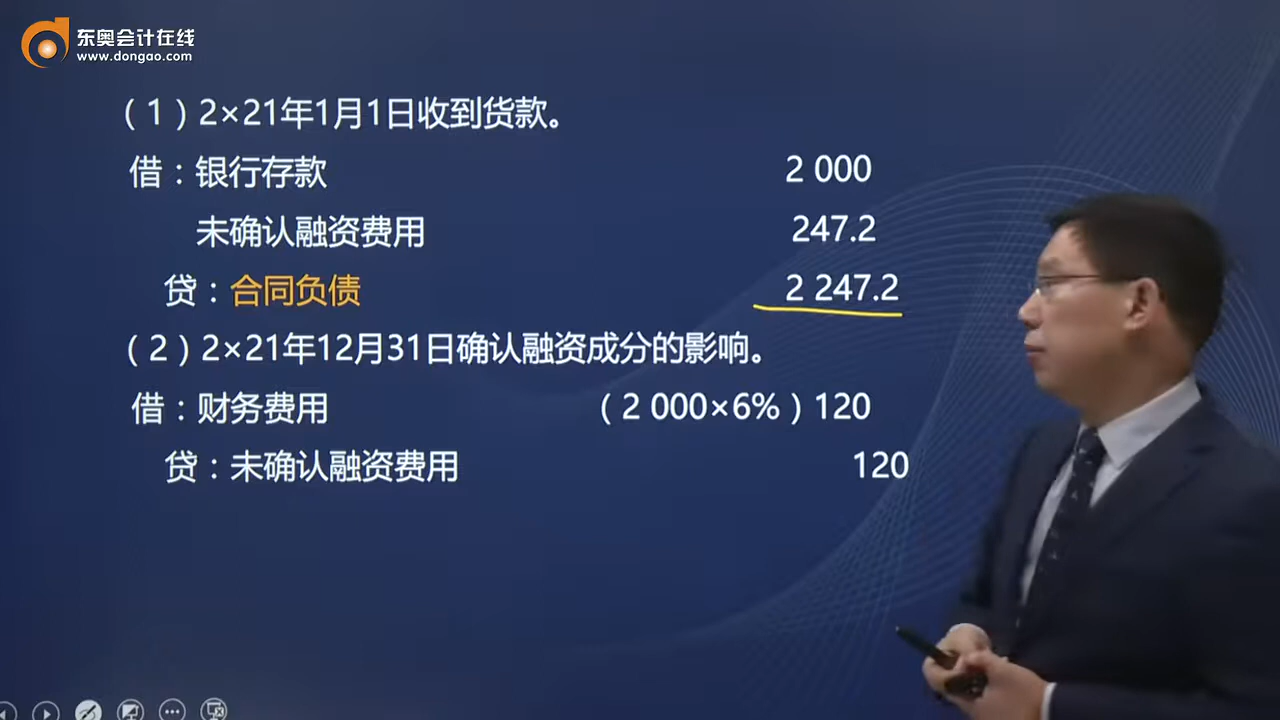 东奥会计在线
www.dongao.com
（1）2×21年1月1日收到货款。
借：银行存款 2 000
未确认融资费用 247.2
贷：合同负债 2 247.2
（2）2×21年12月31日确认融资成分的影响。
借：财务费用 （2 000×6%）120
贷：未确认融资费用 120